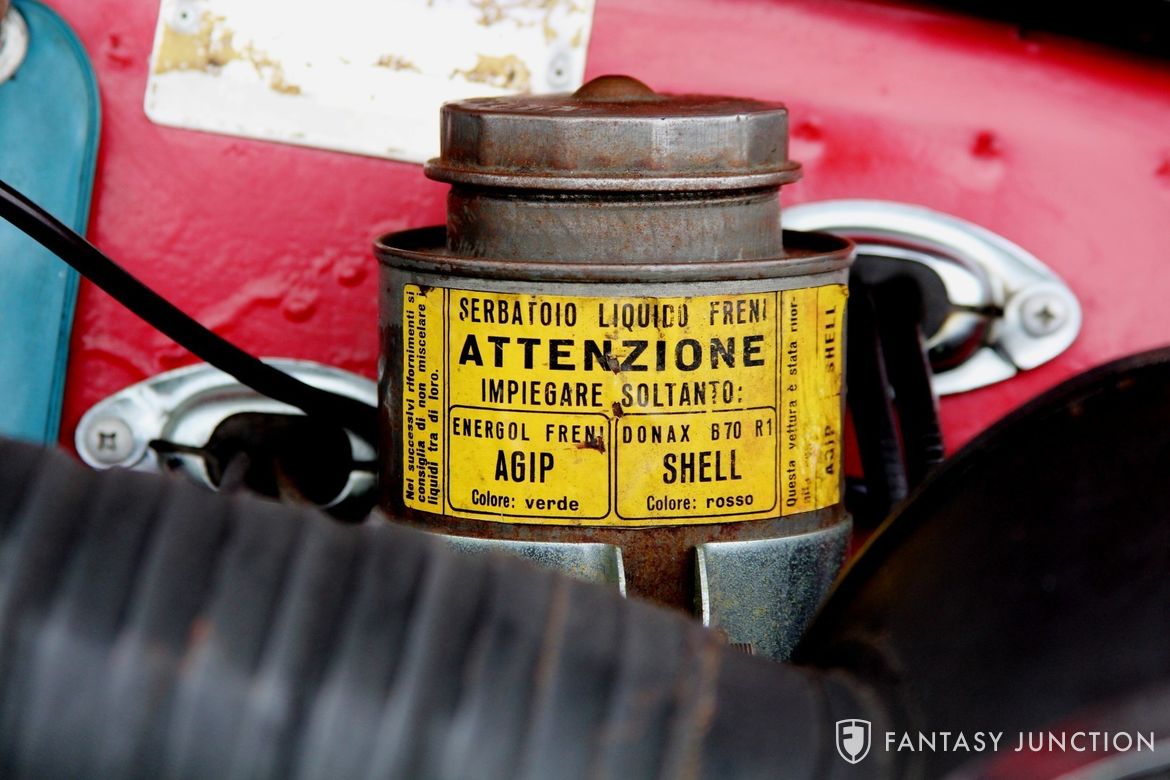 Nei successivi rifornimenti si
consiglia di non miscelare i
liquidi tra di loro.
SERBATOIO LIQUIDO FRENI
ATTENZIONE
IMPIEGARE SOLTANTO:
ENERGOL FRENI
AGIP
Colore: verde
DONAX B70 R1
SHELL
Colore: rosso
Questa vettura è stata rifor-
AGIP SHELL
FANTASY JUNCTION